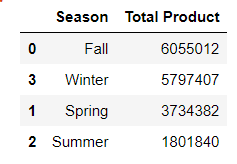 Season Total Product
0 Fall 6055012
3 Winter 5797407
1 Spring 3734382
2 Summer 1801840